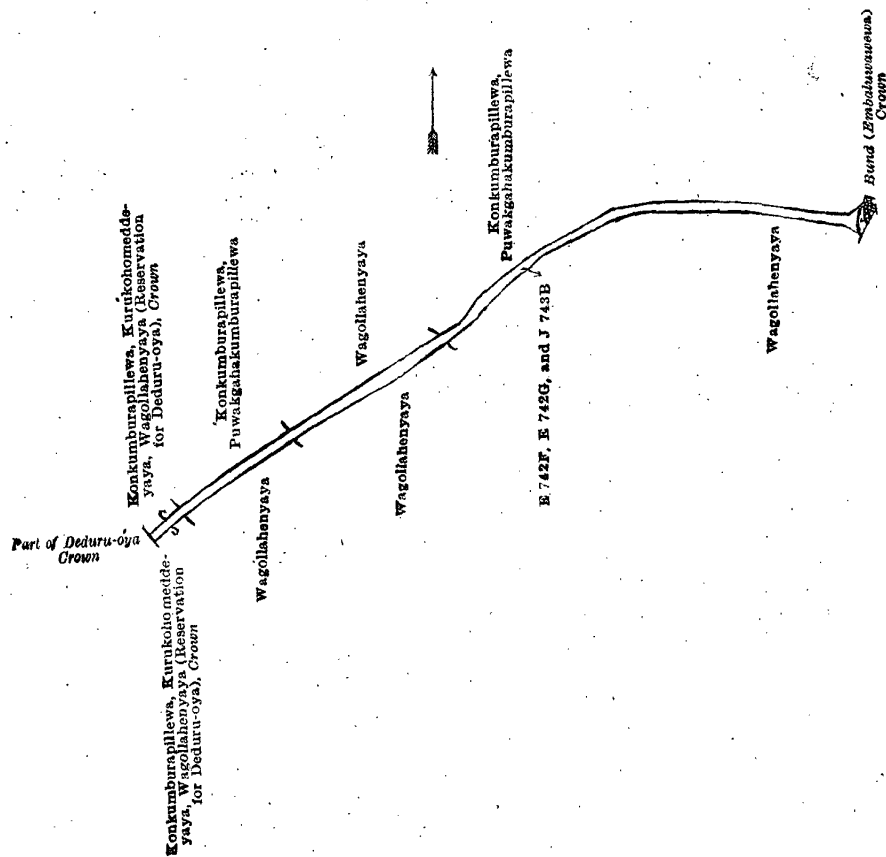 Part of Deduru-oya
Crown
Konkumburapillewa, Kurukohomedde-
yaya, Wagollahenyaya (Reservation
for Deduru-oya), Crown
Konkumburapillewa, Kurukohomedde-
yaya, Wagollahenyaya (Reservation
for Deduru-oya), Crown
Konkumburapillewa,
Puwakgahakumburapillewa
Wagollahenyaya
Wagollahenyaya
Wagollahenyaya
Konkumburapillewa,
Puwakgahakumburapillewa
E 742F, E 742G, and J 743B
Wagollahenyaya
Bund (Embaluwawewa)
Crown